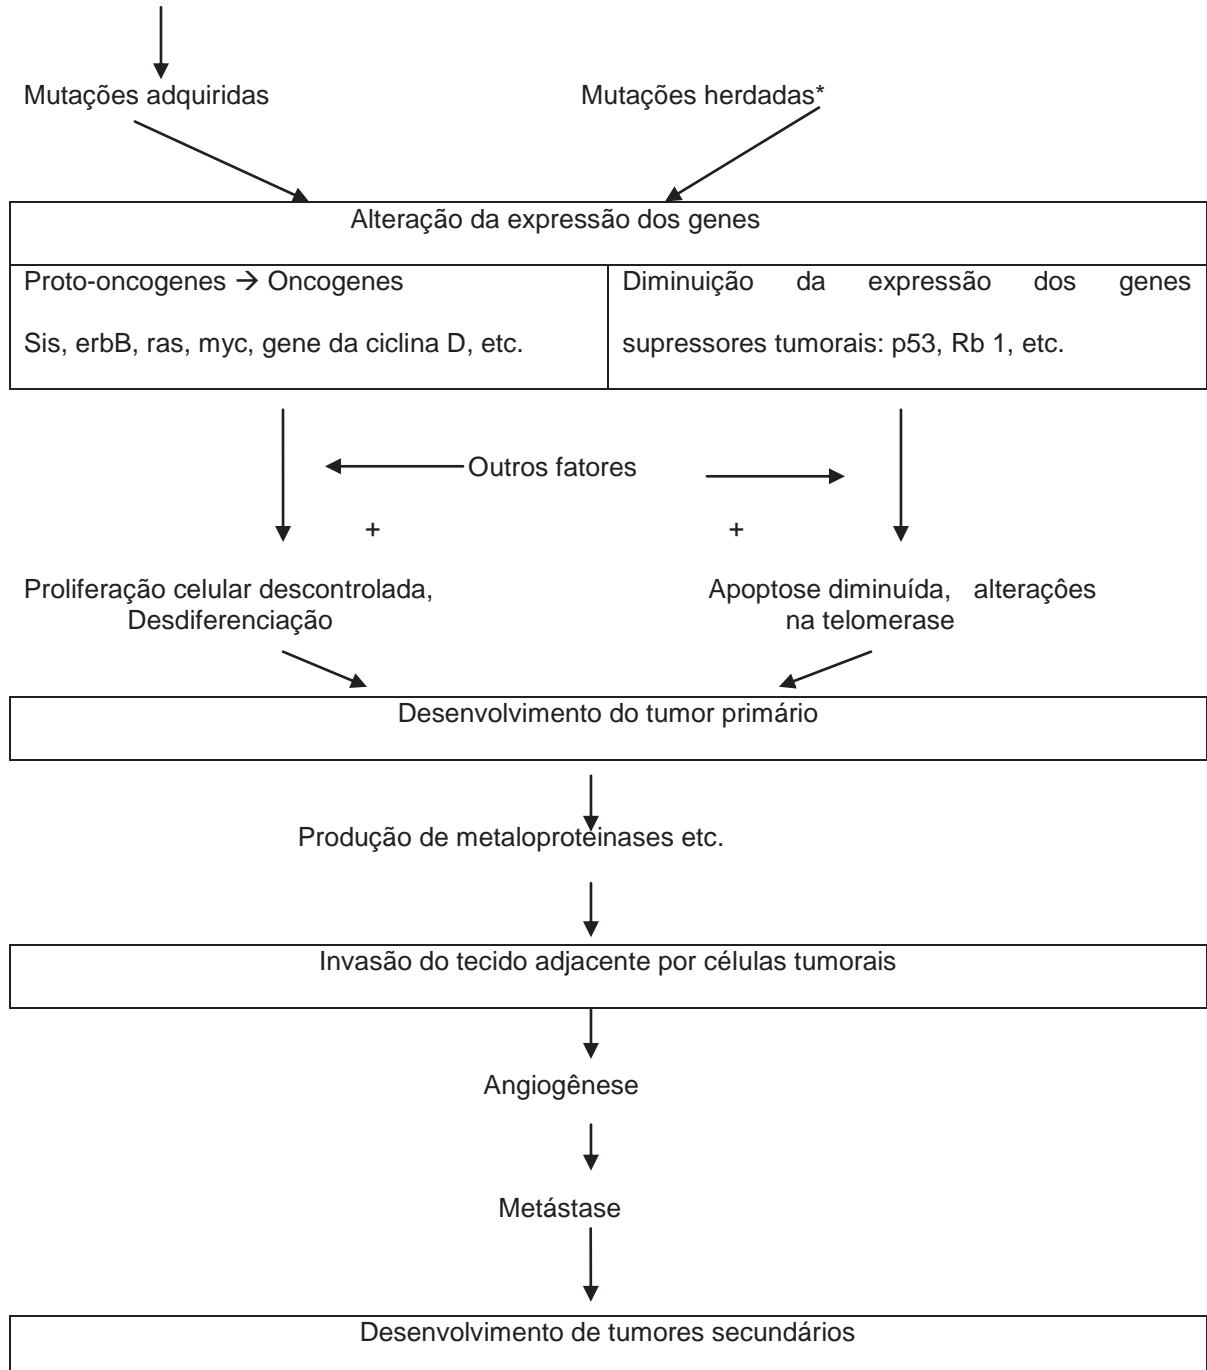 Mutações adquiridas
Mutações herdadas*
Alteração da expressão dos genes
Proto-oncogenes → Oncogenes
Sis, erbB, ras, myc, gene da ciclina D, etc.
Diminuição da expressão dos genes
supressores tumorais: p53, Rb 1, etc.
Outros fatores
+
+
Proliferação celular descontrolada,
Desdiferenciação
Apoptose diminuída, alteraçôes
na telomerase
Desenvolvimento do tumor primário
Produção de metaloproteinases etc.
Invasão do tecido adjacente por células tumorais
Angiogênese
Metástase
Desenvolvimento de tumores secundários